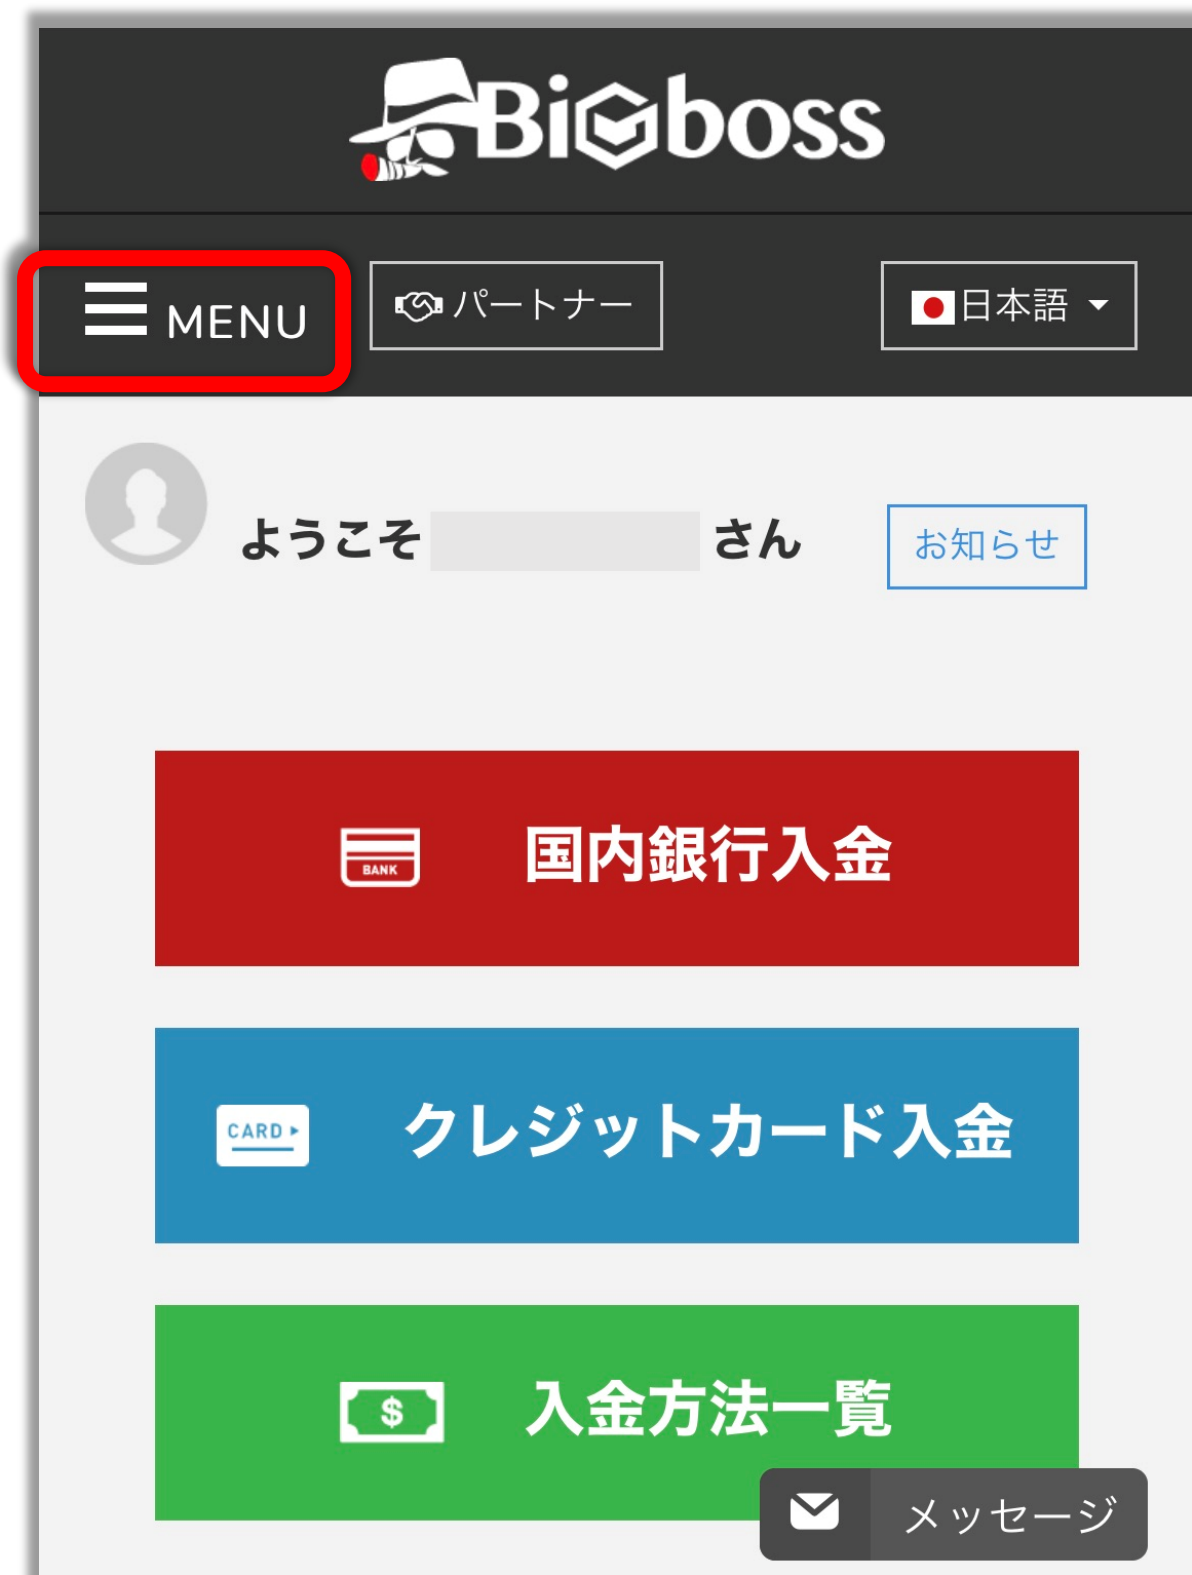 Bigboss
MENU
パートナー
日本語
ようこそ さん
お知らせ
BANK
国内銀行入金
CARD
クレジットカード入金
$
入金方法一覧
メッセージ